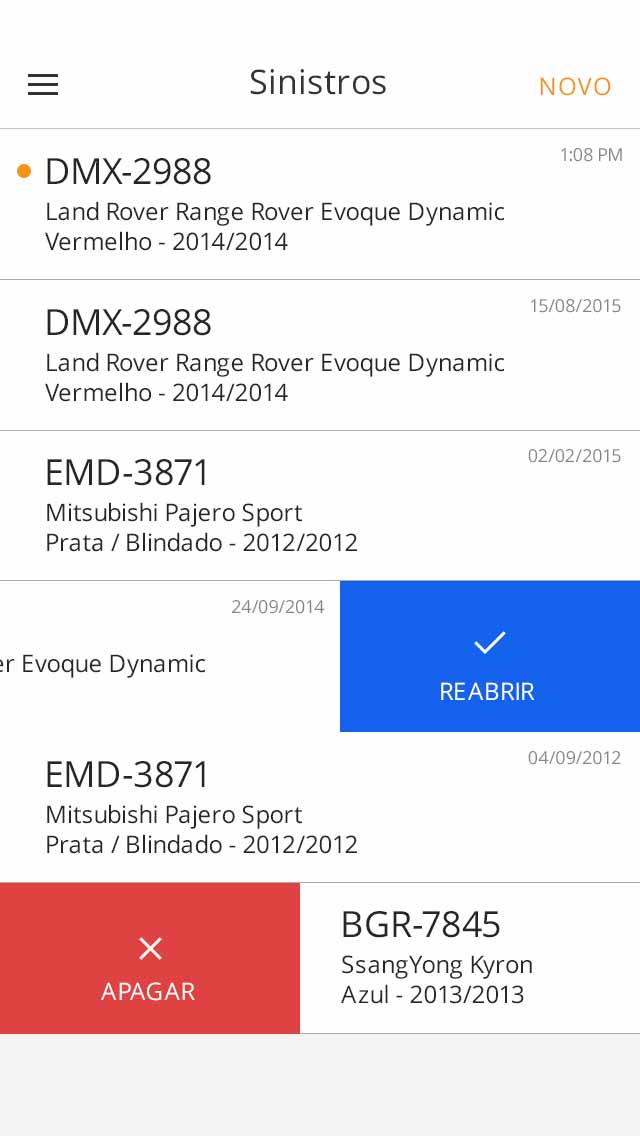 Sinistros
NOVO
DMX-2988
1:08 PM
Land Rover Range Rover Evoque Dynamic
Vermelho - 2014/2014
DMX-2988
15/08/2015
Land Rover Range Rover Evoque Dynamic
Vermelho - 2014/2014
EMD-3871
02/02/2015
Mitsubishi Pajero Sport
Prata / Blindado - 2012/2012
24/09/2014
er Evoque Dynamic
REABRIR
EMD-3871
04/09/2012
Mitsubishi Pajero Sport
Prata / Blindado - 2012/2012
APAGAR
BGR-7845
SsangYong Kyron
Azul - 2013/2013